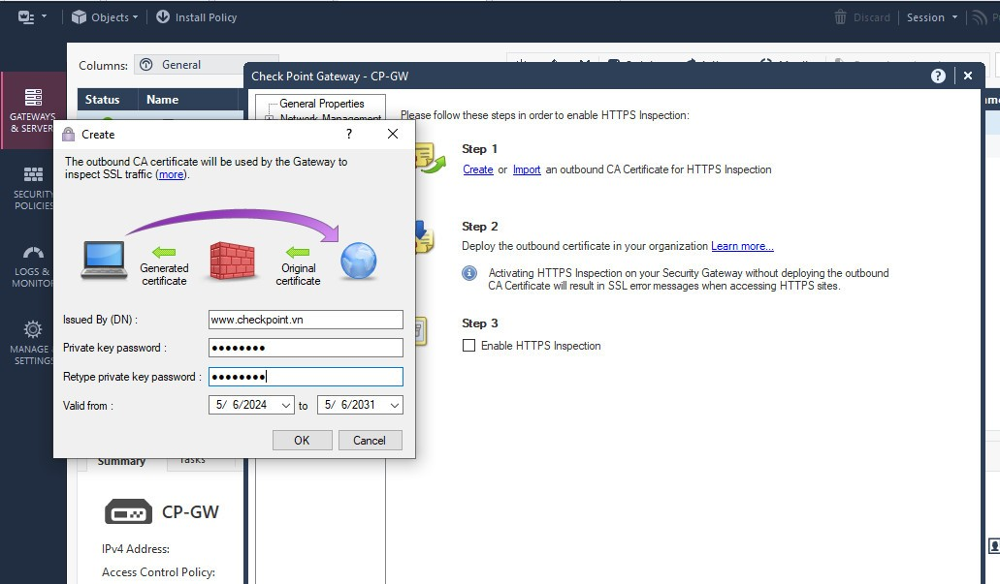 Objects
Install Policy
Discard
Session
Columns:
General
Status
Name
GATEWAYS
& SERVER
SECURITY
POLICIES
LOGS &
MONITOR
MANAGE
SETTINGS
Check Point Gateway - CP-GW
General Properties
Network Management
Please follow these steps in order to enable HTTPS Inspection:
Step 1
Create or Import an outbound CA Certificate for HTTPS Inspection
Step 2
Deploy the outbound certificate in your organization Learn more...
Activating HTTPS Inspection on your Security Gateway without deploying the outbound
CA Certificate will result in SSL error messages when accessing HTTPS sites.
Step 3
Enable HTTPS Inspection
Create
?
The outbound CA certificate will be used by the Gateway to
inspect SSL traffic (more).
Generated
certificate
Original
certificate
Issued By (DN) :
www.checkpoint.vn
Private key password :
●●●●●●●●
Retype private key password :
●●●●●●●●
Valid from :
5/ 6/2024
to
5/ 6/2031
OK
Cancel
Summary
Tasks
CP-GW
IPv4 Address:
Access Control Policy: